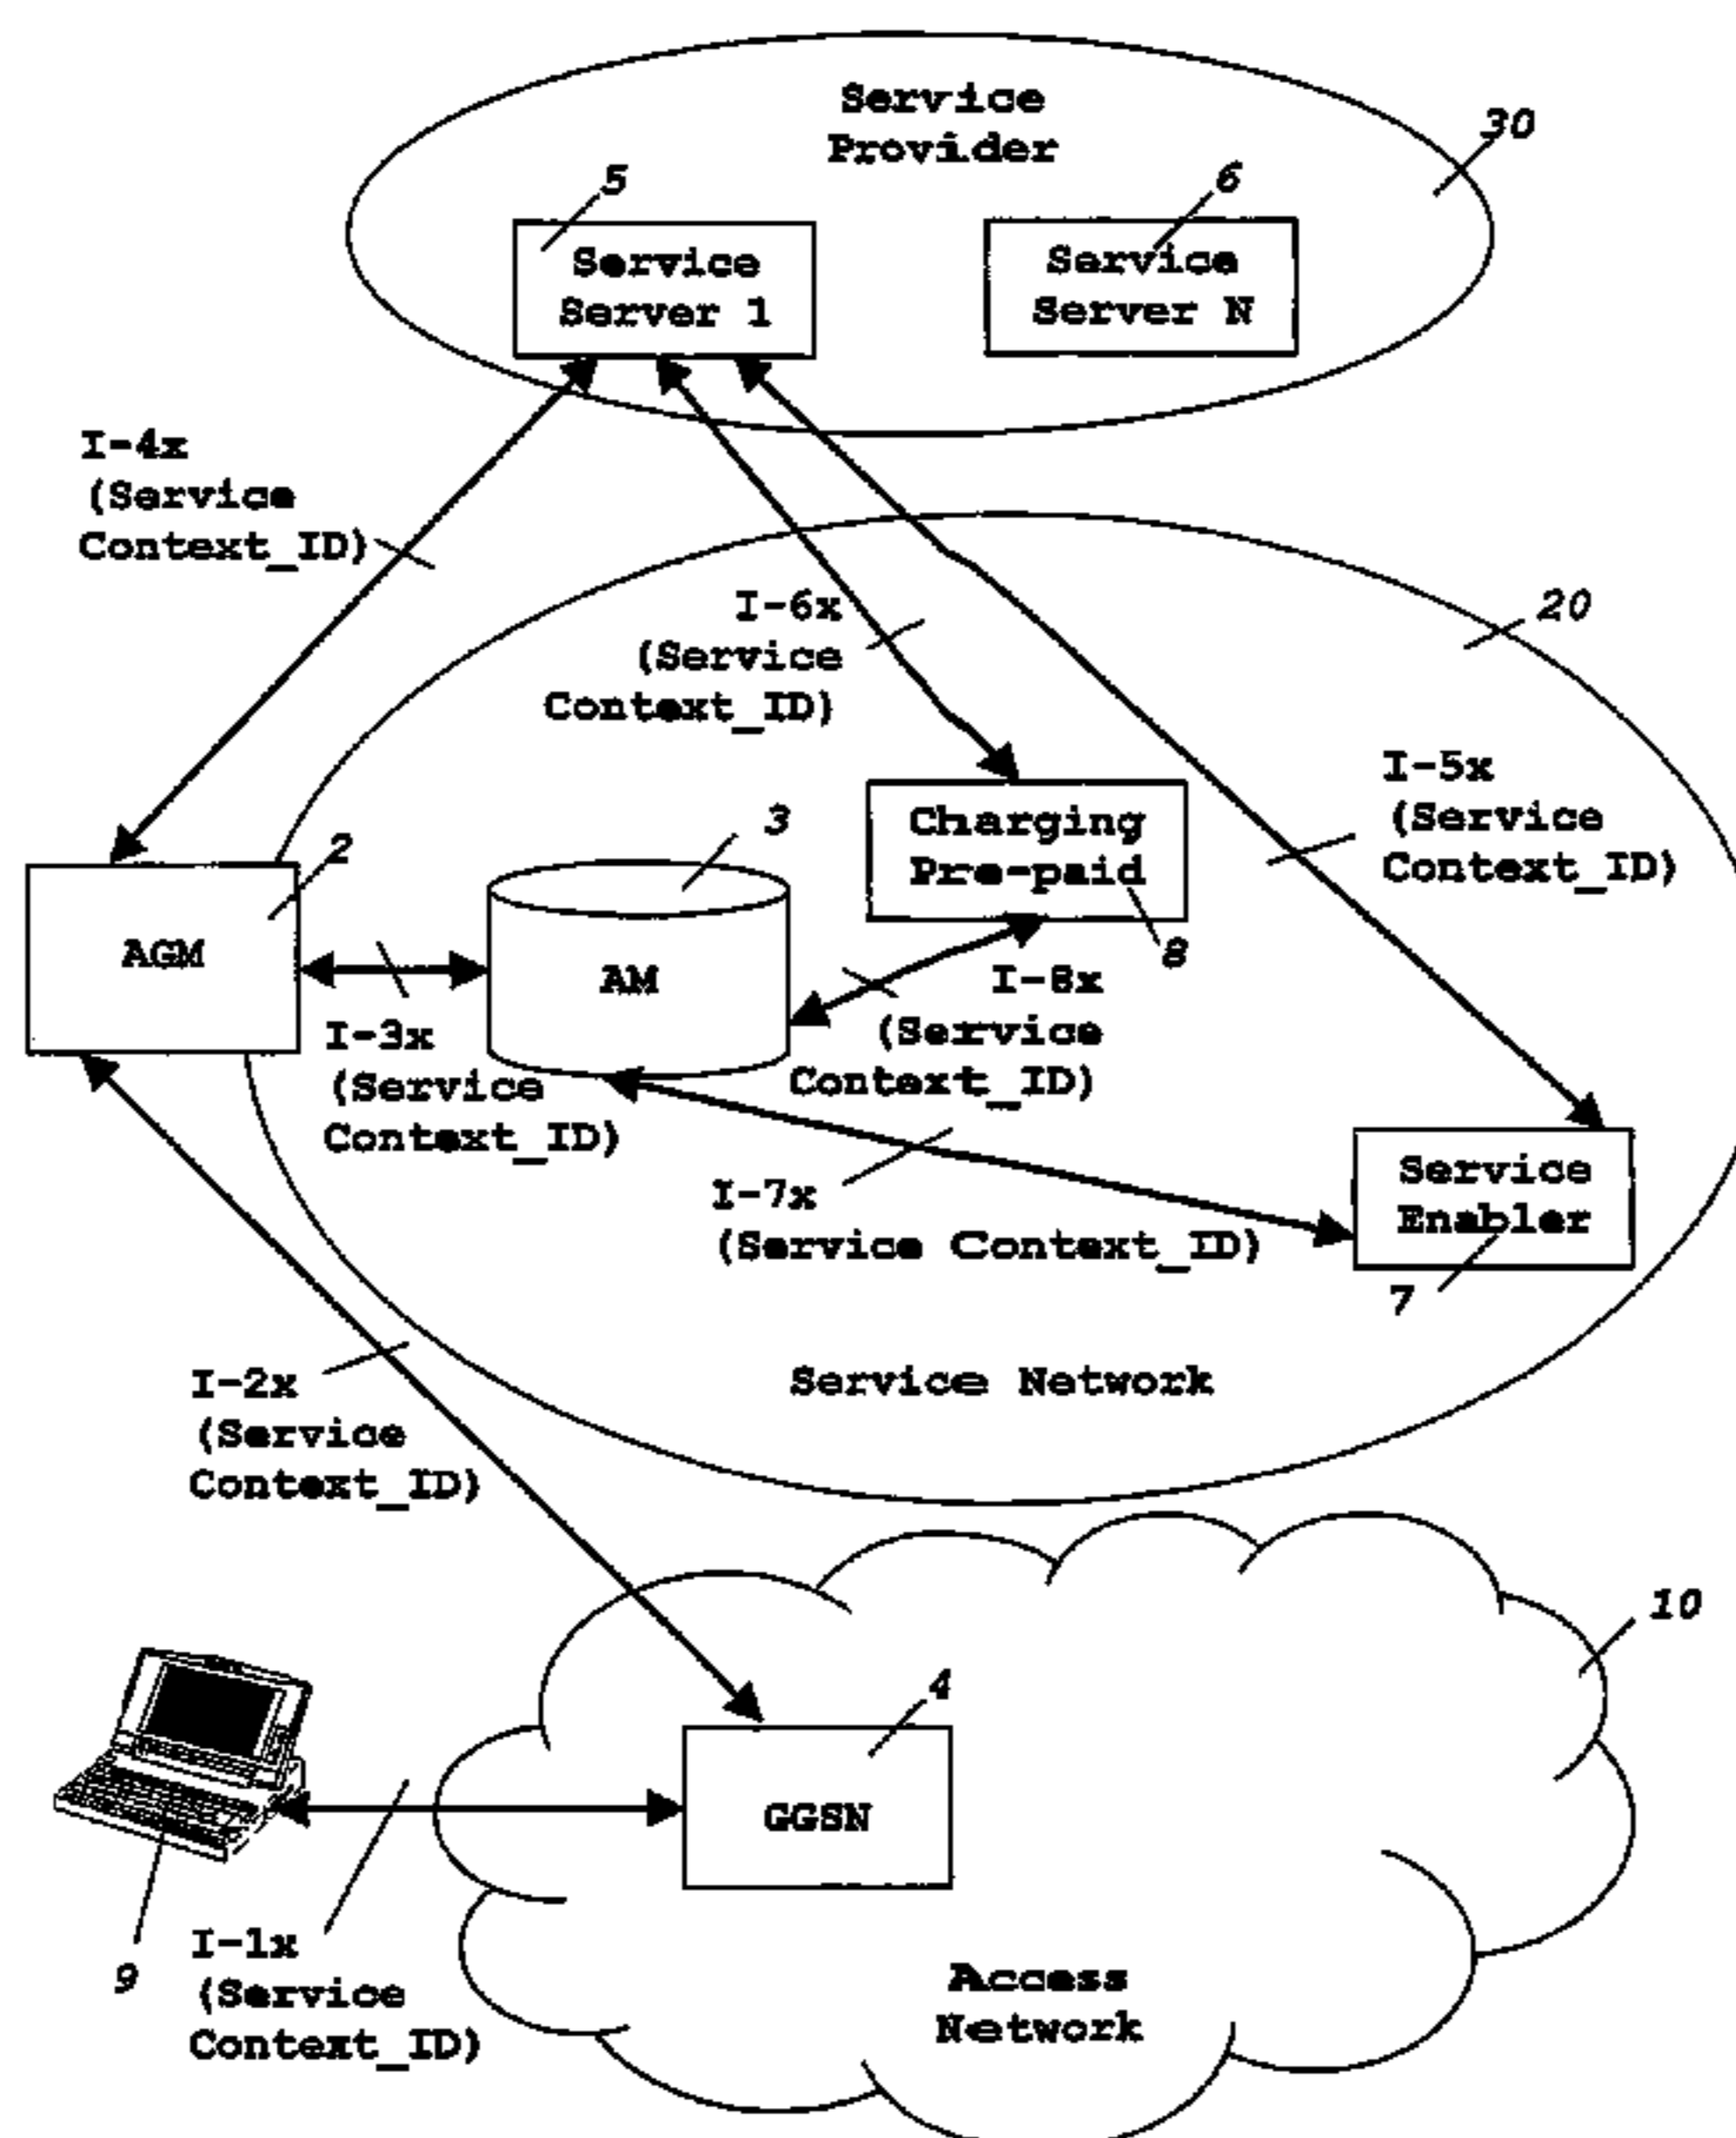 Service
Provider
30
5
6
Service
Server 1
Service
Server N
I-4x
(Service
Context_ID)
I-6x
(Service
Context_ID)
20
I-5x
(Service
Context_ID)
Charging
Pre-paid
8
2
AGM
3
AM
I-3x
(Service
Context_ID)
I-8x
(Service
Context_ID)
I-7x
(Service Context_ID)
Service
Enabler
7
Service Network
I-2x
(Service
Context_ID)
10
4
GGSN
9
I-1x
(Service
Context_ID)
Access
Network